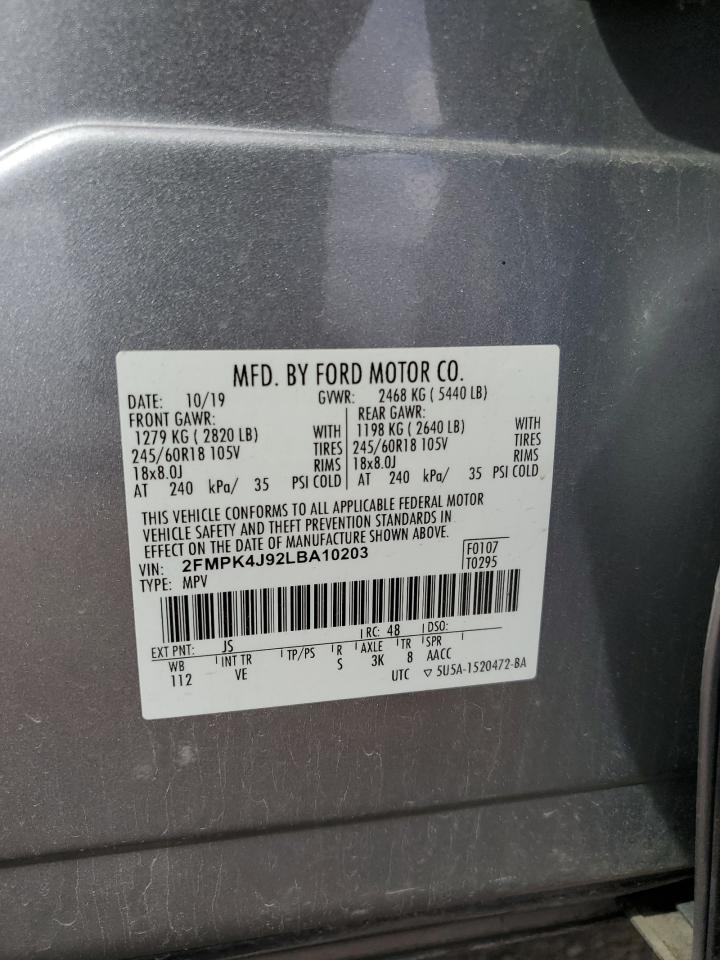 MFD. BY FORD MOTOR CO.
DATE: 10/19 GVWR: 2468 KG ( 5440 LB)
FRONT GAWR: REAR GAWR:
1279 KG ( 2820 LB) WITH 1198 KG ( 2640 LB) WITH
245/60R18 105V TIRES 245/60R18 105V TIRES
18x8.0J RIMS 18x8.0J RIMS
AT 240 kPa/ 35 PSI COLD AT 240 kPa/ 35 PSI COLD
THIS VEHICLE CONFORMS TO ALL APPLICABLE FEDERAL MOTOR
VEHICLE SAFETY AND THEFT PREVENTION STANDARDS IN
EFFECT ON THE DATE OF MANUFACTURE SHOWN ABOVE.
VIN: 2FMPK4J92LBA10203 F0107
TYPE: MPV T0295
EXT PNT: JS RC: 48 DSO:
WB INT TR TP/PS R AXLE TR SPR
112 VE S 3K 8 AACC
UTC ▽ 5U5A-1520472-BA